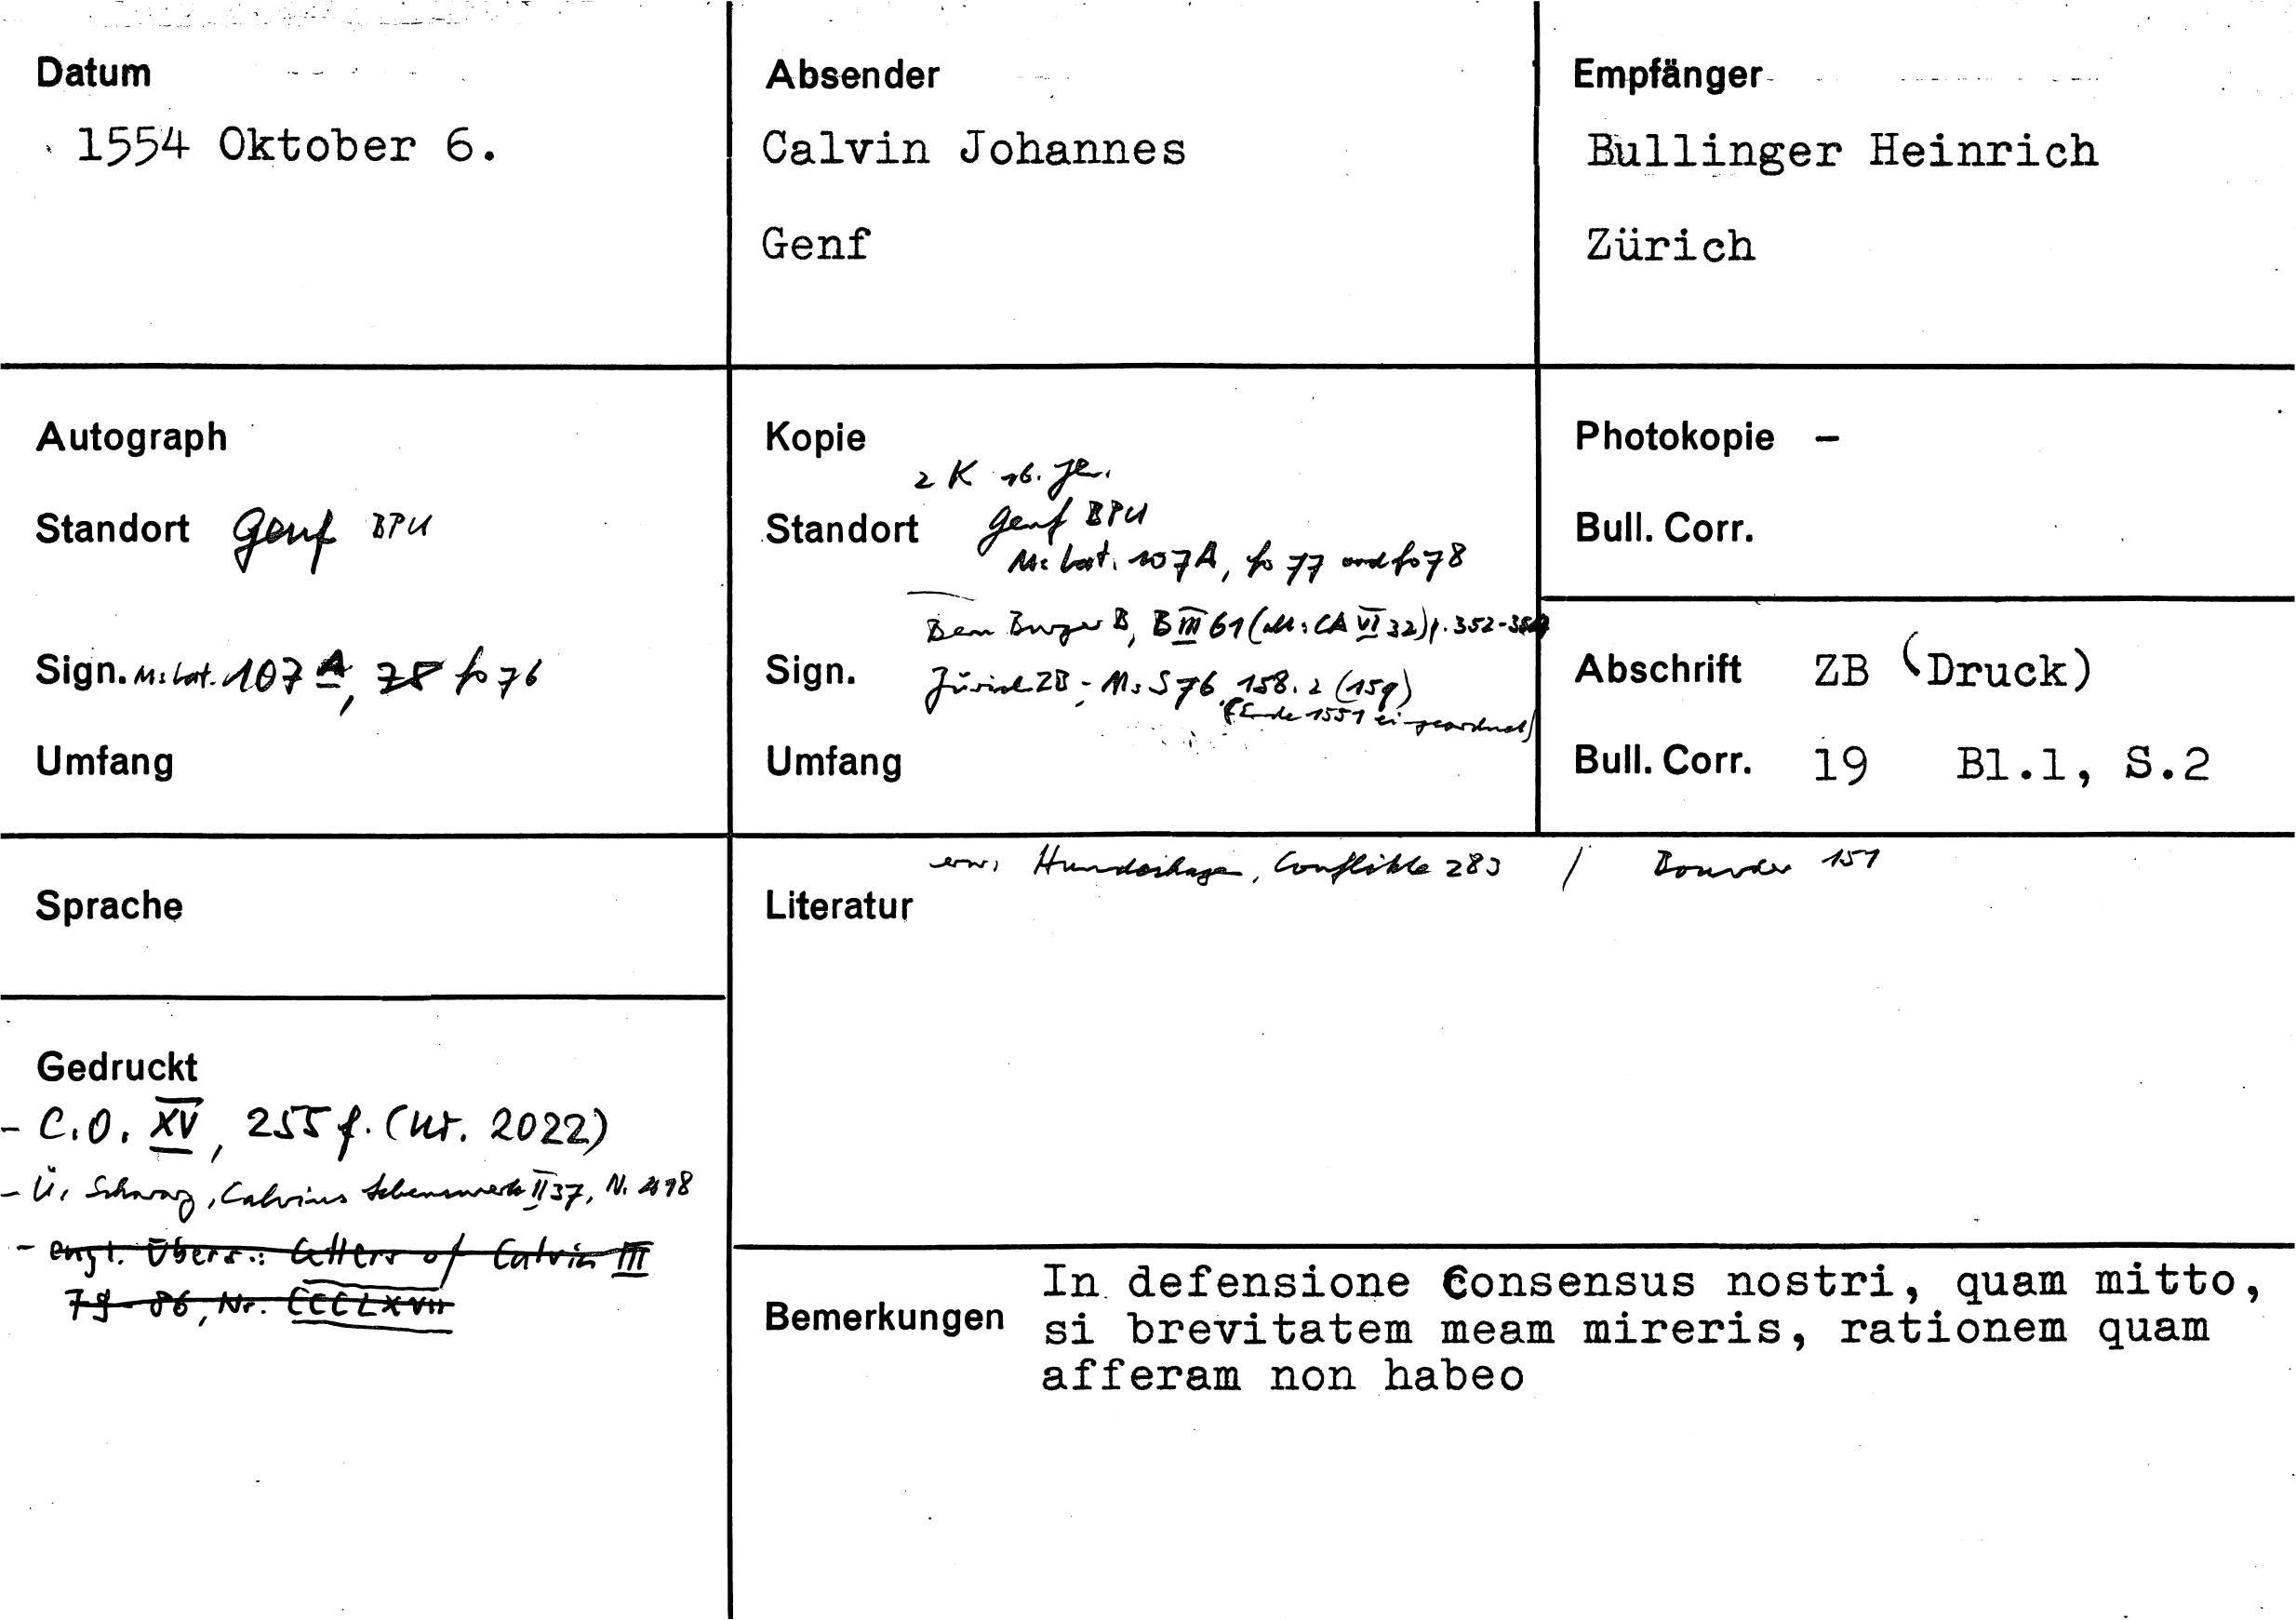 Datum
1554 Oktober 6.
Absender
Calvin Johannes
Genf
Empfänger
Bullinger Heinrich
Zürich
Autograph
Standort Genf BPU
Sign. Ms lat. 107 A, 75 fo 76
Umfang
Kopie
2 K 16. Jh.
Standort Genf BPU
Ms lat. 107A, fo 77 und fo 78
Bern Burger B, B III 61 (alt: CA VI 32) p. 352-354
Sign. Zürich ZB - Ms S 76, 158. 2 (159)
(Ende 1551 eingeordnet)
Umfang
Photokopie –
Bull. Corr.
Abschrift ZB (Druck)
Bull. Corr. 19 Bl.1, S.2
Sprache
erw. Hundeshagen, Conflikte 283 / Bouvier 151
Literatur
Gedruckt
- C.O. XV, 255 f. (Nr. 2022)
- Ü. Schwarz, Calvins Lebenswerk II 37, N.
- engl. Übers.: Letters of Calvin III
79-86, Nr. CCCLXVII
Bemerkungen
In defensione Consensus nostri, quam mitto,
si brevitatem meam mireris, rationem quam
afferam non habeo